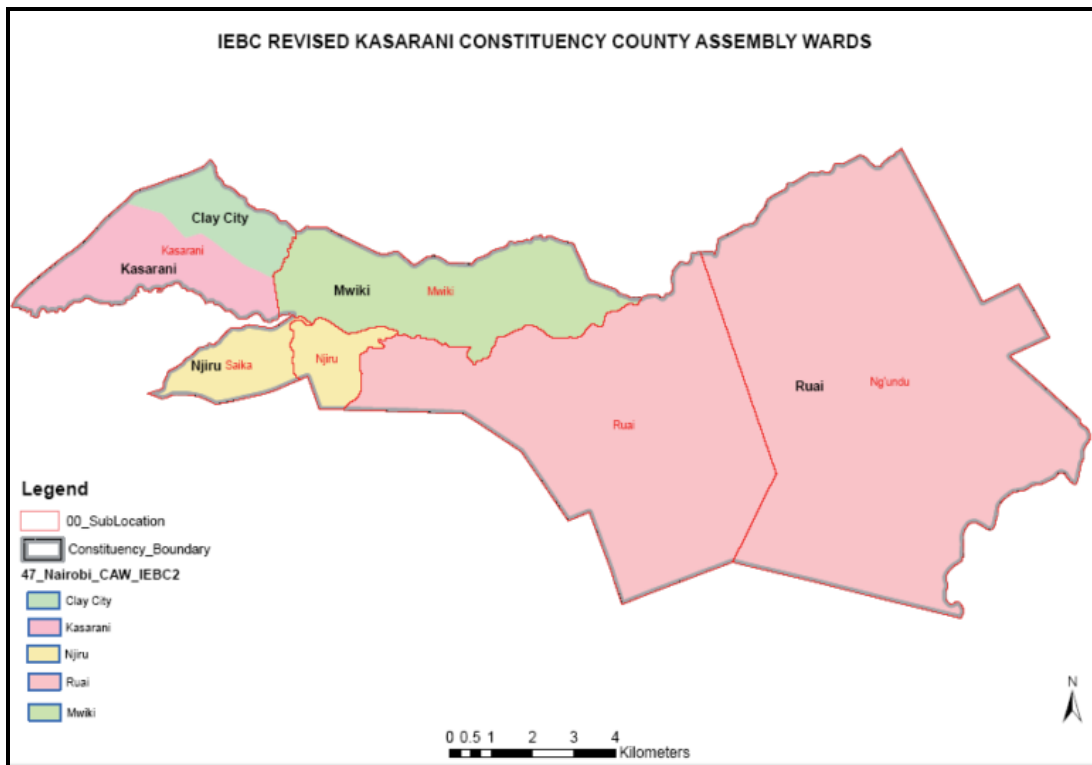 IEBC REVISED KASARANI CONSTITUENCY COUNTY ASSEMBLY WARDS
Clay City
Kasarani
Kasarani
Mwiki
Mwiki
Njiru
Saika
Njiru
Ruai
Ng'undu
Ruai
Legend
00_SubLocation
Constituency_Boundary
47_Nairobi_CAW_IEBC2
Clay City
Kasarani
Njiru
Ruai
Mwiki
N
0 0.5 1 2 3 4
Kilometers